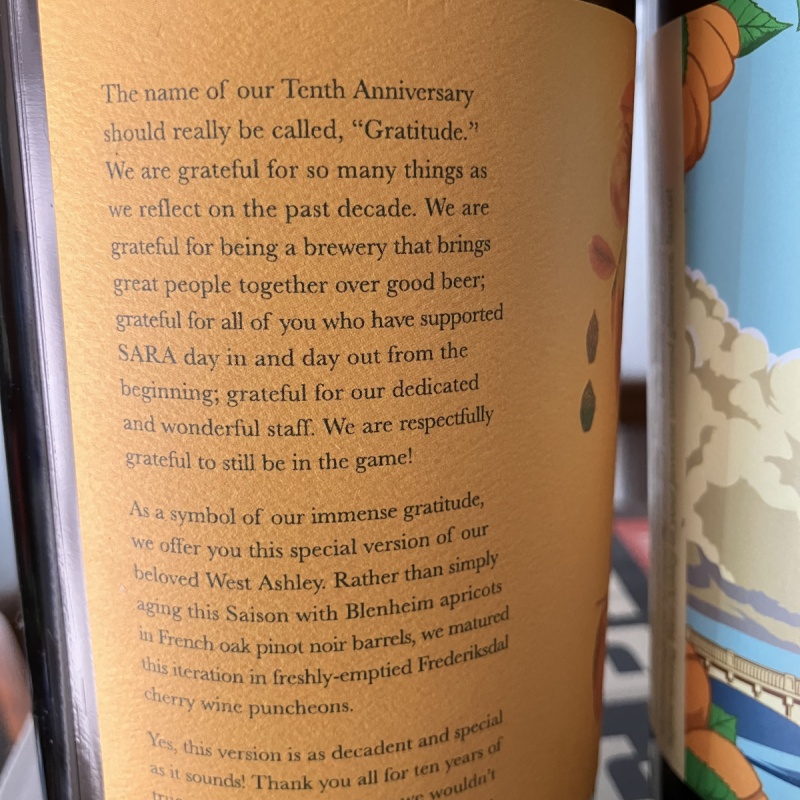 The name of our Tenth Anniversary
should really be called, “Gratitude.”
We are grateful for so many things as
we reflect on the past decade. We are
grateful for being a brewery that brings
great people together over good beer;
grateful for all of you who have supported
SARA day in and day out from the
beginning; grateful for our dedicated
and wonderful staff. We are respectfully
grateful to still be in the game!
As a symbol of our immense gratitude,
we offer you this special version of our
beloved West Ashley. Rather than simply
aging this Saison with Blenheim apricots
in French oak pinot noir barrels, we matured
this iteration in freshly-emptied Frederiksdal
cherry wine puncheons.
Yes, this version is as decadent and special
as it sounds! Thank you all for ten years of
we wouldn't